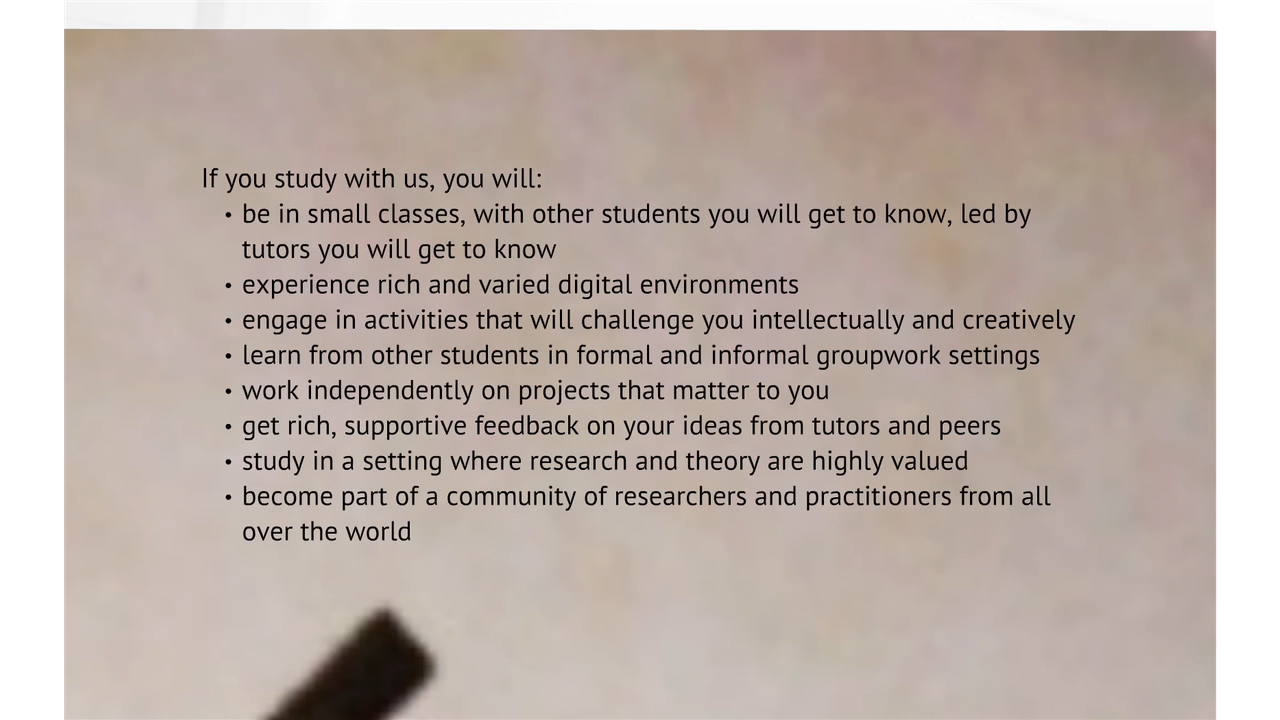 If you study with us, you will:
• be in small classes, with other students you will get to know, led by
tutors you will get to know
• experience rich and varied digital environments
• engage in activities that will challenge you intellectually and creatively
• learn from other students in formal and informal groupwork settings
• work independently on projects that matter to you
• get rich, supportive feedback on your ideas from tutors and peers
• study in a setting where research and theory are highly valued
• become part of a community of researchers and practitioners from all
over the world